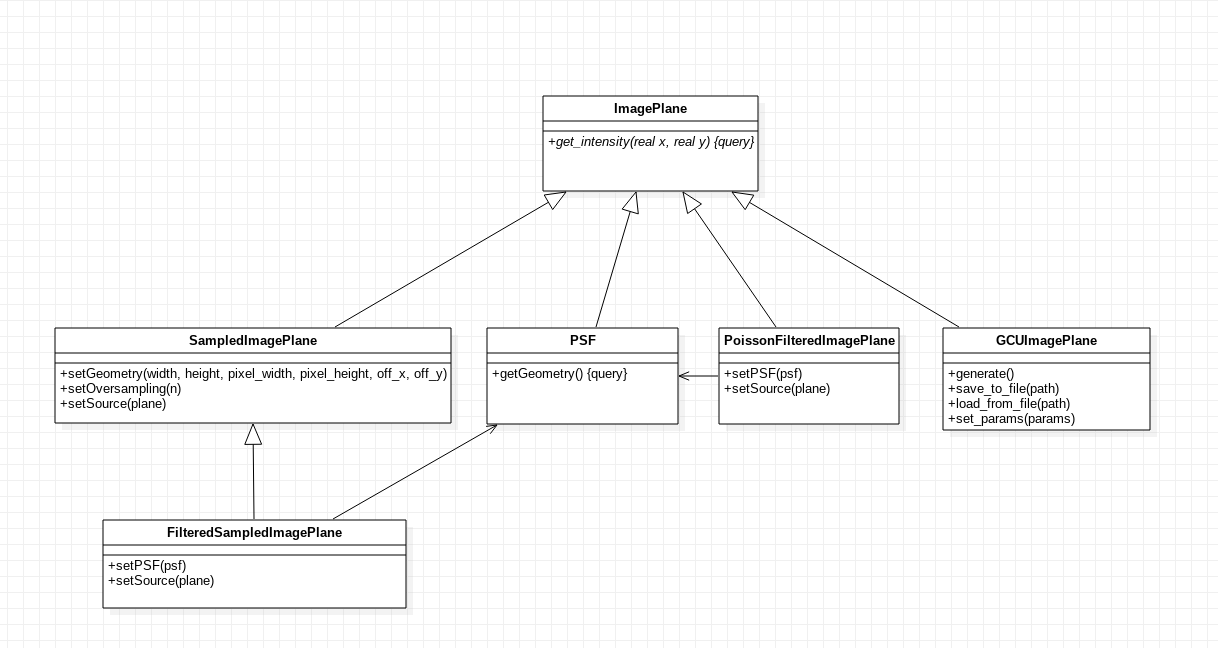 ImagePlane
+get_intensity(real x, real y) {query}
SampledImagePlane
+setGeometry(width, height, pixel_width, pixel_height, off_x, off_y)
+setOversampling(n)
+setSource(plane)
PSF
+getGeometry() {query}
PoissonFilteredImagePlane
+setPSF(psf)
+setSource(plane)
GCUImagePlane
+generate()
+save_to_file(path)
+load_from_file(path)
+set_params(params)
FilteredSampledImagePlane
+setPSF(psf)
+setSource(plane)